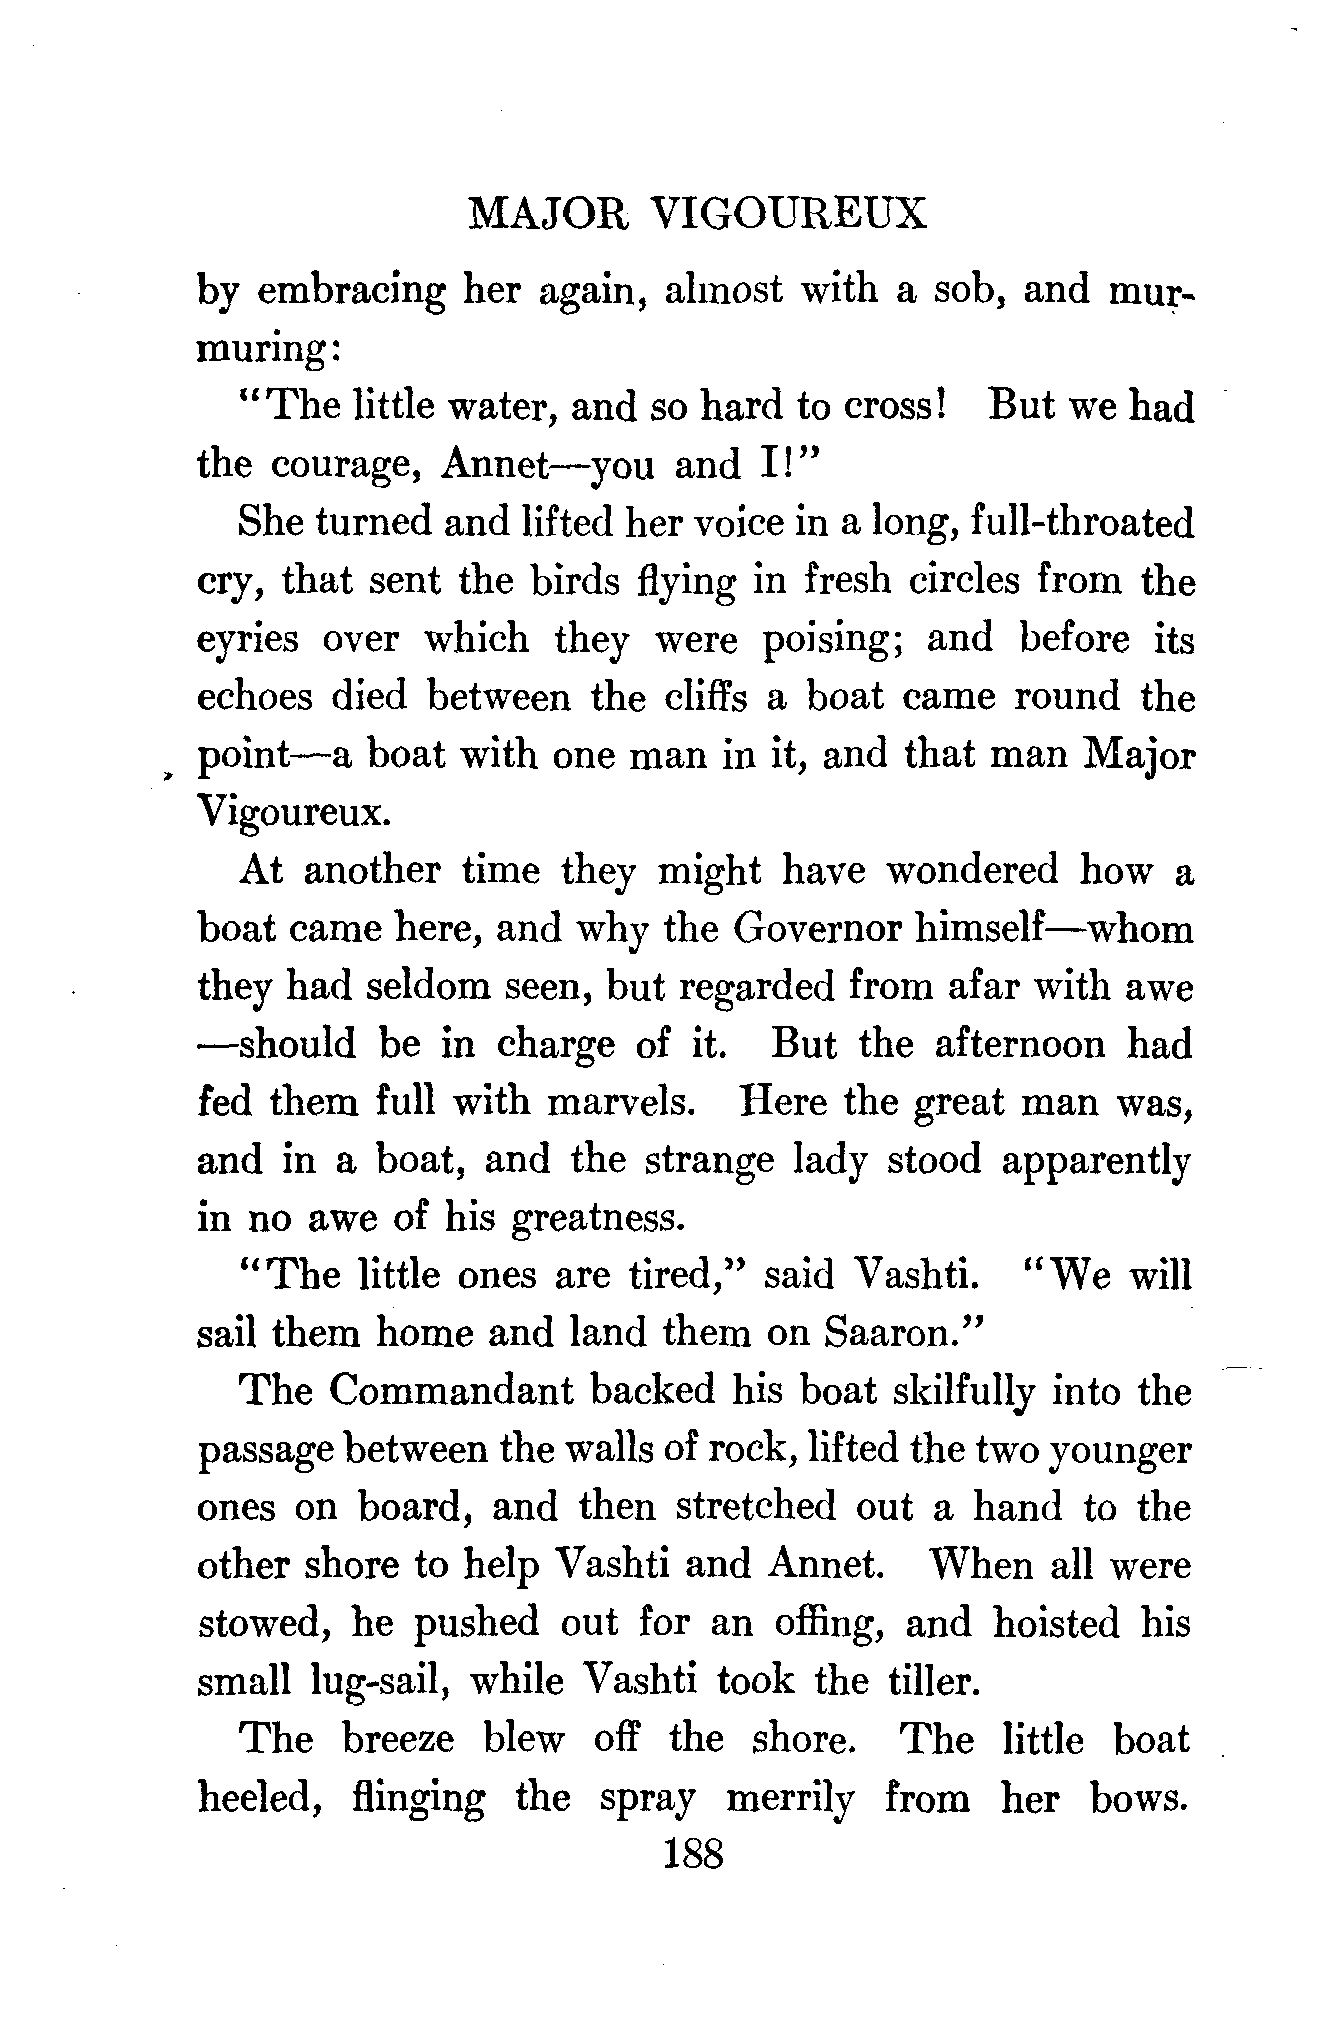 MAJOR VIGOUREUX
by embracing her again, almost with a sob, and mur-
muring:
"The little water, and so hard to cross! But we had
the courage, Annet—you and I!"
She turned and lifted her voice in a long, full-throated
cry, that sent the birds flying in fresh circles from the
eyries over which they were poising; and before its
echoes died between the cliffs a boat came round the
point—a boat with one man in it, and that man Major
Vigoureux.
At another time they might have wondered how a
boat came here, and why the Governor himself—whom
they had seldom seen, but regarded from afar with awe
—should be in charge of it. But the afternoon had
fed them full with marvels. Here the great man was,
and in a boat, and the strange lady stood apparently
in no awe of his greatness.
"The little ones are tired," said Vashti. "We will
sail them home and land them on Saaron."
The Commandant backed his boat skilfully into the
passage between the walls of rock, lifted the two younger
ones on board, and then stretched out a hand to the
other shore to help Vashti and Annet. When all were
stowed, he pushed out for an offing, and hoisted his
small lug-sail, while Vashti took the tiller.
The breeze blew off the shore. The little boat
heeled, flinging the spray merrily from her bows.
188